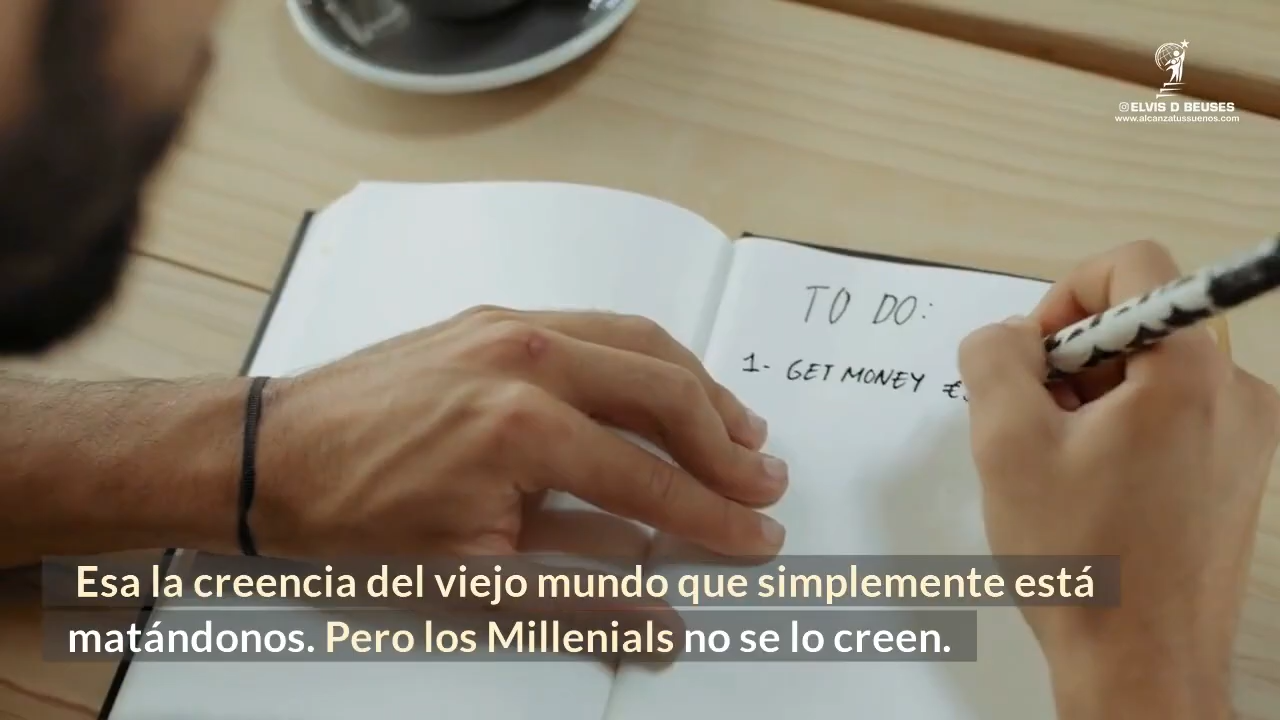 @ELVIS D BEUSES
www.alcanzatussuenos.com
TO DO:
1- GET MONEY €
Esa la creencia del viejo mundo que simplemente está
matándonos. Pero los Millenials no se lo creen.